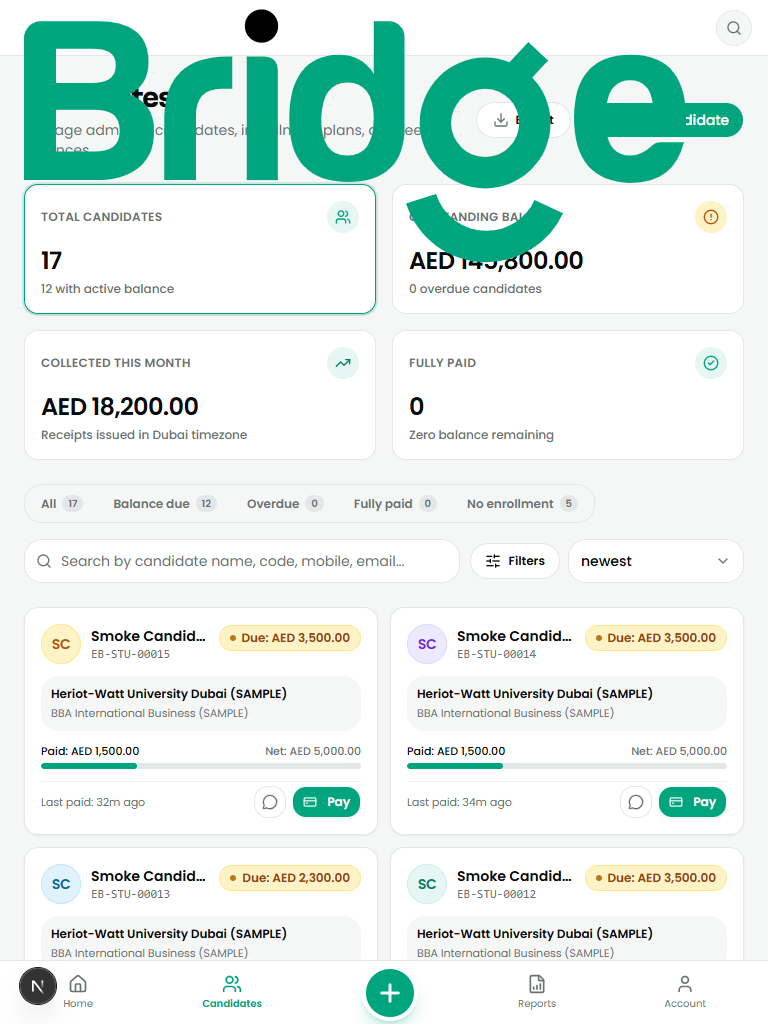 Bridge
TOTAL CANDIDATES
17
12 with active balance
AED 145,800.00
0 overdue candidates
COLLECTED THIS MONTH
AED 18,200.00
Receipts issued in Dubai timezone
FULLY PAID
0
Zero balance remaining
All 17 Balance due 12 Overdue 0 Fully paid 0 No enrollment 5
Search by candidate name, code, mobile, email...
Filters
newest
SC
Smoke Candid...
EB-STU-00015
Due: AED 3,500.00
Heriot-Watt University Dubai (SAMPLE)
BBA International Business (SAMPLE)
Paid: AED 1,500.00
Net: AED 5,000.00
Last paid: 32m ago
Pay
SC
Smoke Candid...
EB-STU-00014
Due: AED 3,500.00
Heriot-Watt University Dubai (SAMPLE)
BBA International Business (SAMPLE)
Paid: AED 1,500.00
Net: AED 5,000.00
Last paid: 34m ago
Pay
SC
Smoke Candid...
EB-STU-00013
Due: AED 2,300.00
Heriot-Watt University Dubai (SAMPLE)
BBA International Business (SAMPLE)
SC
Smoke Candid...
EB-STU-00012
Due: AED 3,500.00
Heriot-Watt University Dubai (SAMPLE)
BBA International Business (SAMPLE)
N
Home
Candidates
Reports
Account